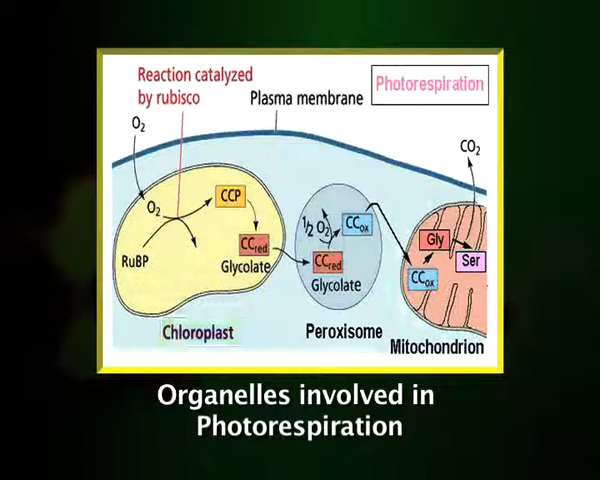 Reaction catalyzed
by rubisco
Photorespiration
Plasma membrane
O2
CO2
O2
CCP
CCred
Glycolate
RuBP
½ O2
CCox
CCred
Glycolate
Gly
Ser
CCox
Chloroplast
Peroxisome
Mitochondrion
Organelles involved in
Photorespiration